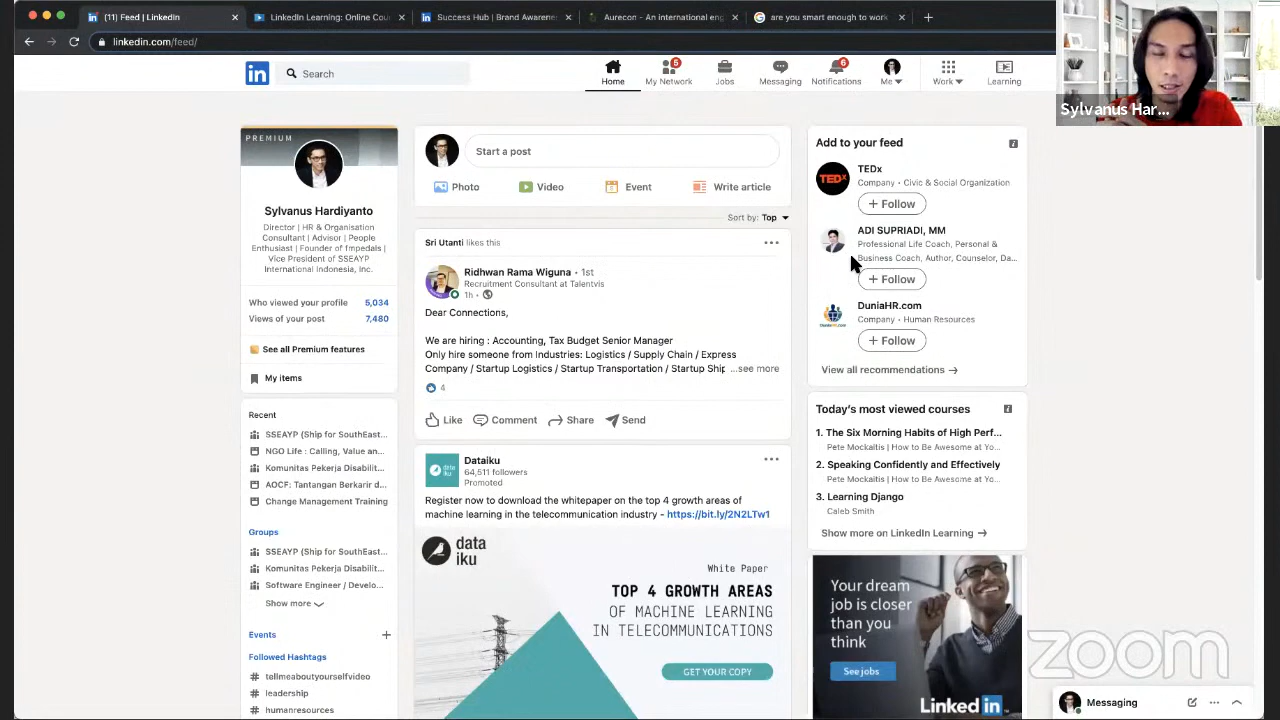 (11) Feed | LinkedIn
LinkedIn Learning: Online Cou
Success Hub | Brand Awarene
Aurecon - An international eng
are you smart enough to work
linkedin.com/feed/
in
Search
Home
5
My Network
Jobs
Messaging
6
Notifications
Me
Work
Learning
Sylvanus Har...
PREMIUM
Sylvanus Hardiyanto
Director | HR & Organisation
Consultant | Advisor | People
Enthusiast | Founder of fmpedals |
Vice President of SSEAYP
International Indonesia, Inc.
Who viewed your profile 5,034
Views of your post 7,480
See all Premium features
My items
Recent
SSEAYP (Ship for SouthEast...
NGO Life : Calling, Value an...
Komunitas Pekerja Disabilit...
AOCF: Tantangan Berkarir d...
Change Management Training
Groups
SSEAYP (Ship for SouthEast...
Komunitas Pekerja Disabilit...
Software Engineer / Develo...
Show more
Events +
Followed Hashtags
# tellmeaboutyourselfvideo
# leadership
# humanresources
Start a post
Photo
Video
Event
Write article
Sort by: Top
Sri Utanti likes this
Ridhwan Rama Wiguna • 1st
Recruitment Consultant at Talentvis
1h •
Dear Connections,
We are hiring : Accounting, Tax Budget Senior Manager
Only hire someone from Industries: Logistics / Supply Chain / Express
Company / Startup Logistics / Startup Transportation / Startup Ship ...see more
4
Like
Comment
Share
Send
Dataiku
64,511 followers
Promoted
Register now to download the whitepaper on the top 4 growth areas of
machine learning in the telecommunication industry - https://bit.ly/2N2LTw1
data
iku
White Paper
TOP 4 GROWTH AREAS
OF MACHINE LEARNING
IN TELECOMMUNICATIONS
GET YOUR COPY
Add to your feed
TEDx
TEDx
Company • Civic & Social Organization
+ Follow
ADI SUPRIADI, MM
Professional Life Coach, Personal &
Business Coach, Author, Counselor, Da...
+ Follow
DuniaHR.com
Company • Human Resources
+ Follow
View all recommendations →
Today's most viewed courses
1. The Six Morning Habits of High Perf...
Pete Mockaitis | How to Be Awesome at Yo...
2. Speaking Confidently and Effectively
Pete Mockaitis | How to Be Awesome at Yo...
3. Learning Django
Caleb Smith
Show more on LinkedIn Learning →
Your dream
job is closer
than you
think
See jobs
Linked in
zoom
Messaging